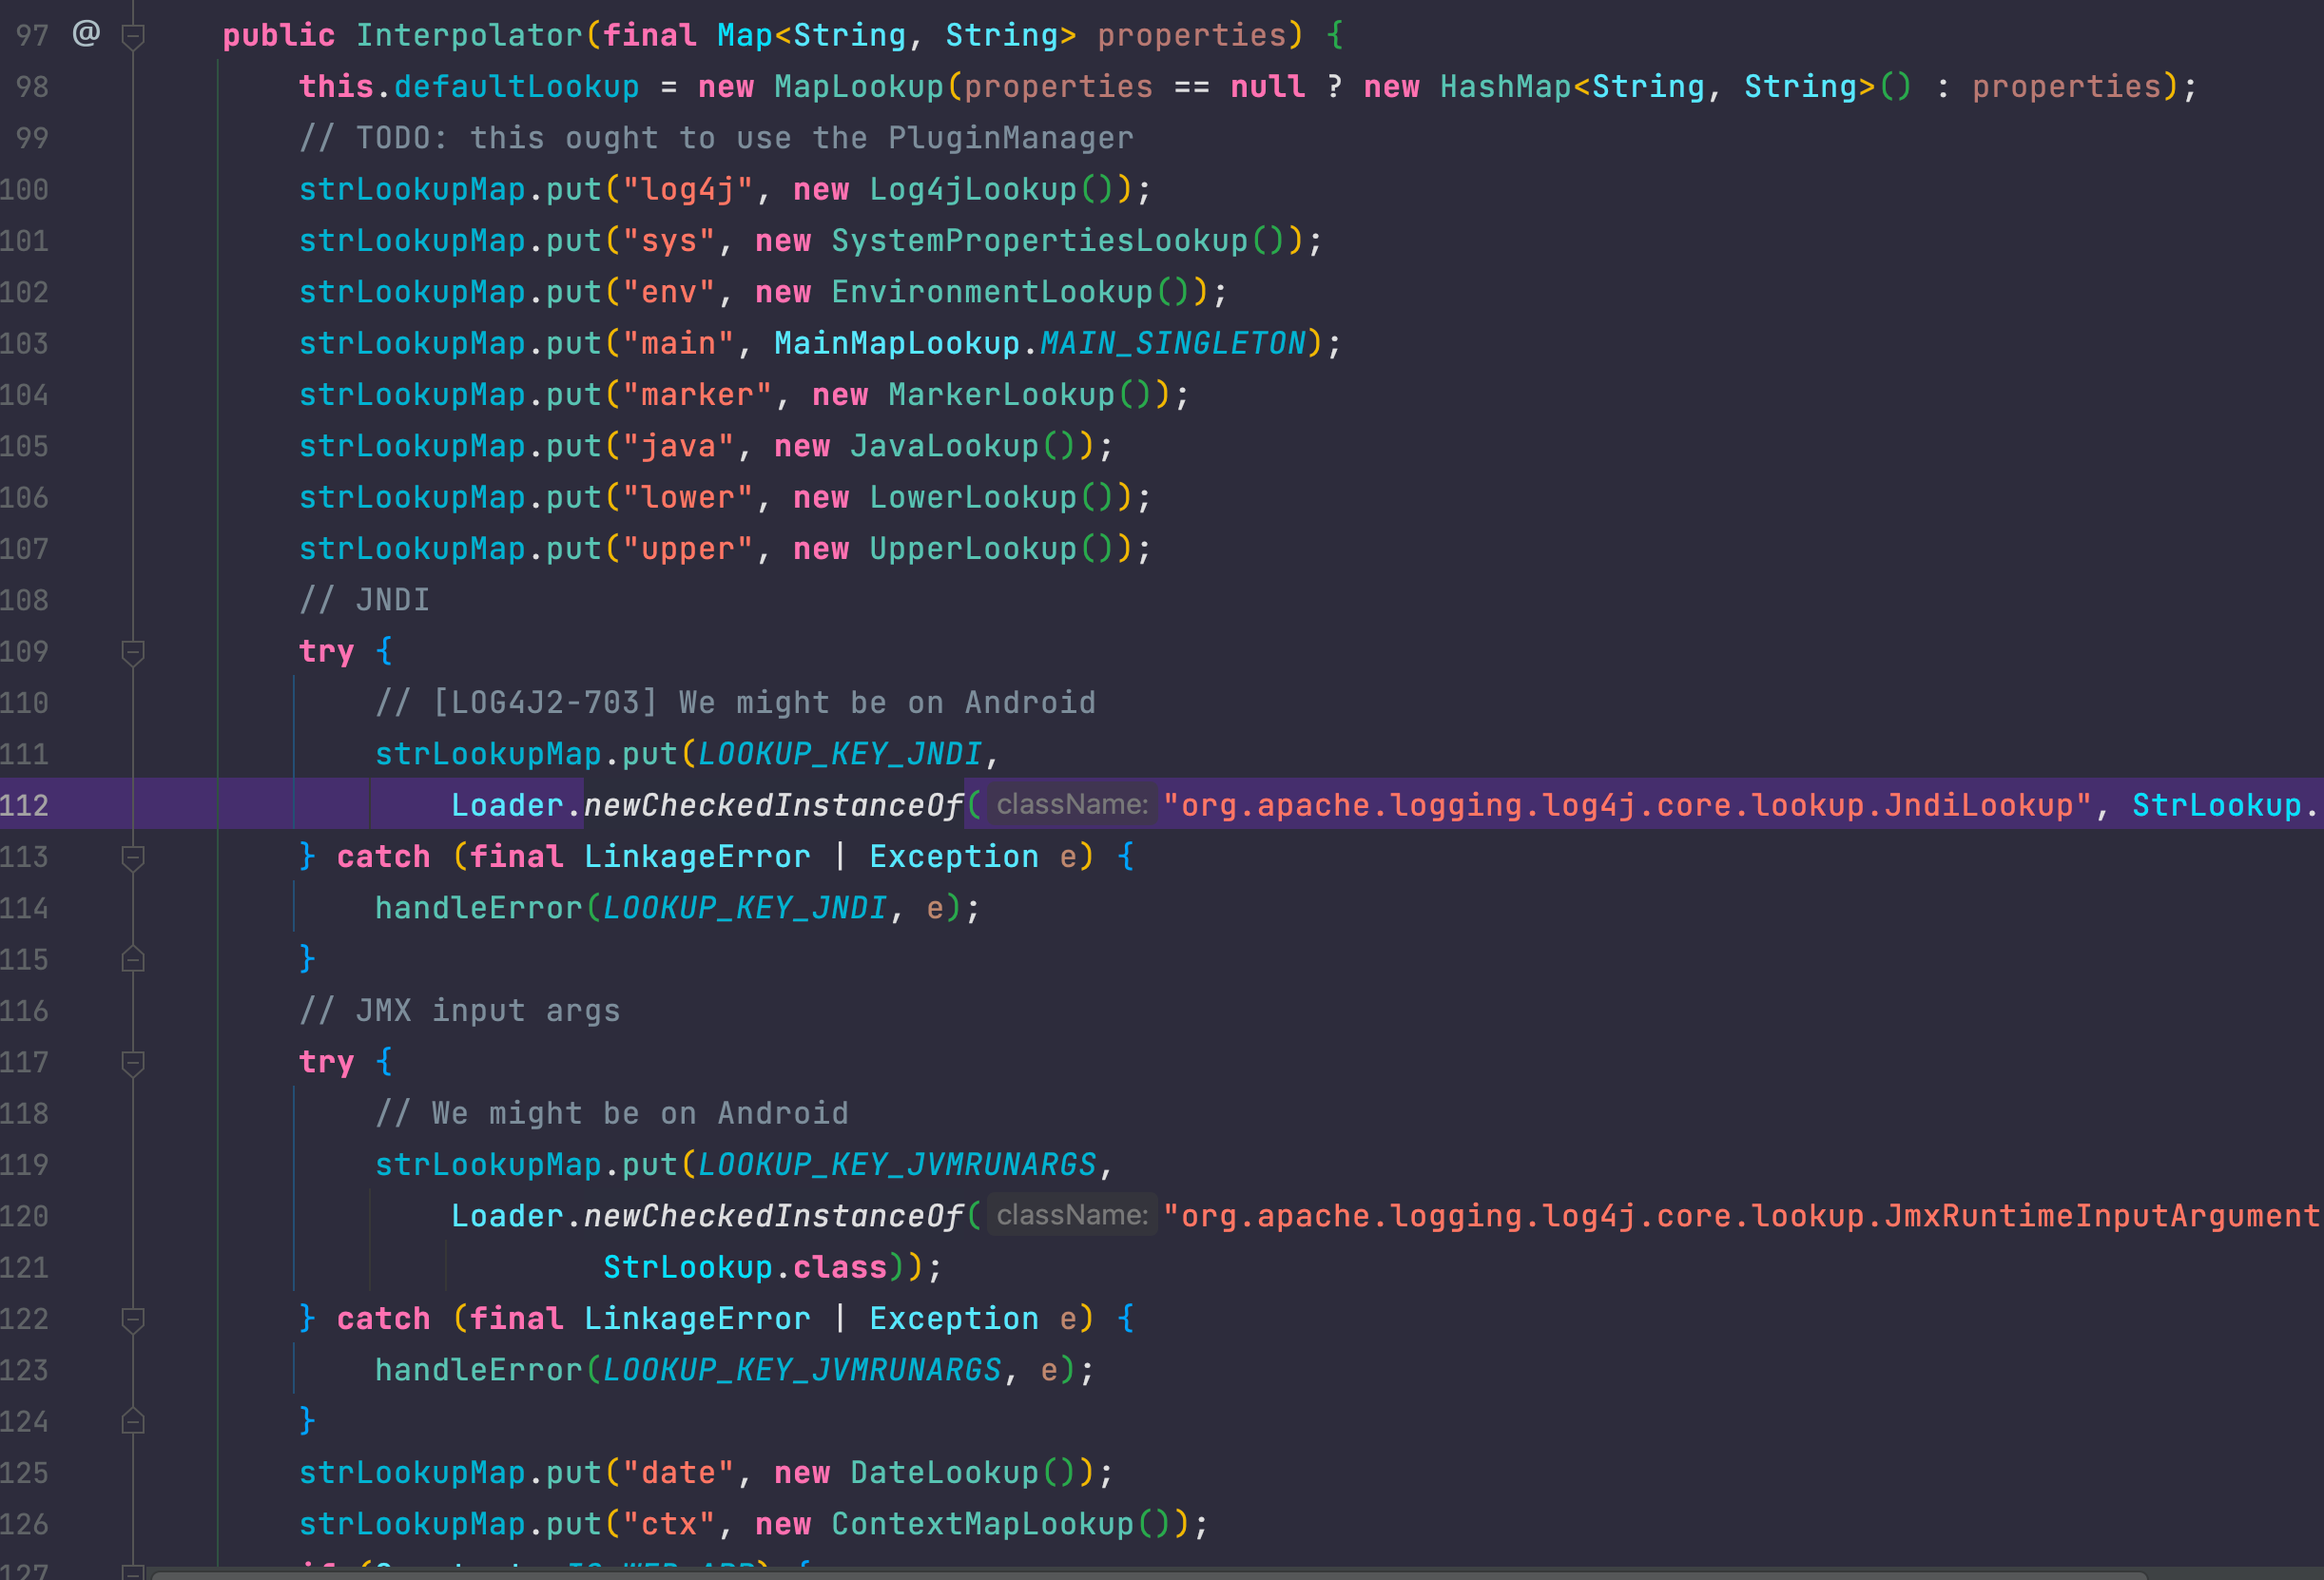 97 @ public Interpolator(final Map<String, String> properties) {
98 this.defaultLookup = new MapLookup(properties == null ? new HashMap<String, String>() : properties);
99 // TODO: this ought to use the PluginManager
100 strLookupMap.put("log4j", new Log4jLookup());
101 strLookupMap.put("sys", new SystemPropertiesLookup());
102 strLookupMap.put("env", new EnvironmentLookup());
103 strLookupMap.put("main", MainMapLookup.MAIN_SINGLETON);
104 strLookupMap.put("marker", new MarkerLookup());
105 strLookupMap.put("java", new JavaLookup());
106 strLookupMap.put("lower", new LowerLookup());
107 strLookupMap.put("upper", new UpperLookup());
108 // JNDI
109 try {
110 // [LOG4J2-703] We might be on Android
111 strLookupMap.put(LOOKUP_KEY_JNDI,
112 Loader.newCheckedInstanceOf( className: "org.apache.logging.log4j.core.lookup.JndiLookup", StrLookup.
113 } catch (final LinkageError | Exception e) {
114 handleError(LOOKUP_KEY_JNDI, e);
115 }
116 // JMX input args
117 try {
118 // We might be on Android
119 strLookupMap.put(LOOKUP_KEY_JVMRUNARGS,
120 Loader.newCheckedInstanceOf( className: "org.apache.logging.log4j.core.lookup.JmxRuntimeInputArgument
121 StrLookup.class));
122 } catch (final LinkageError | Exception e) {
123 handleError(LOOKUP_KEY_JVMRUNARGS, e);
124 }
125 strLookupMap.put("date", new DateLookup());
126 strLookupMap.put("ctx", new ContextMapLookup());
127